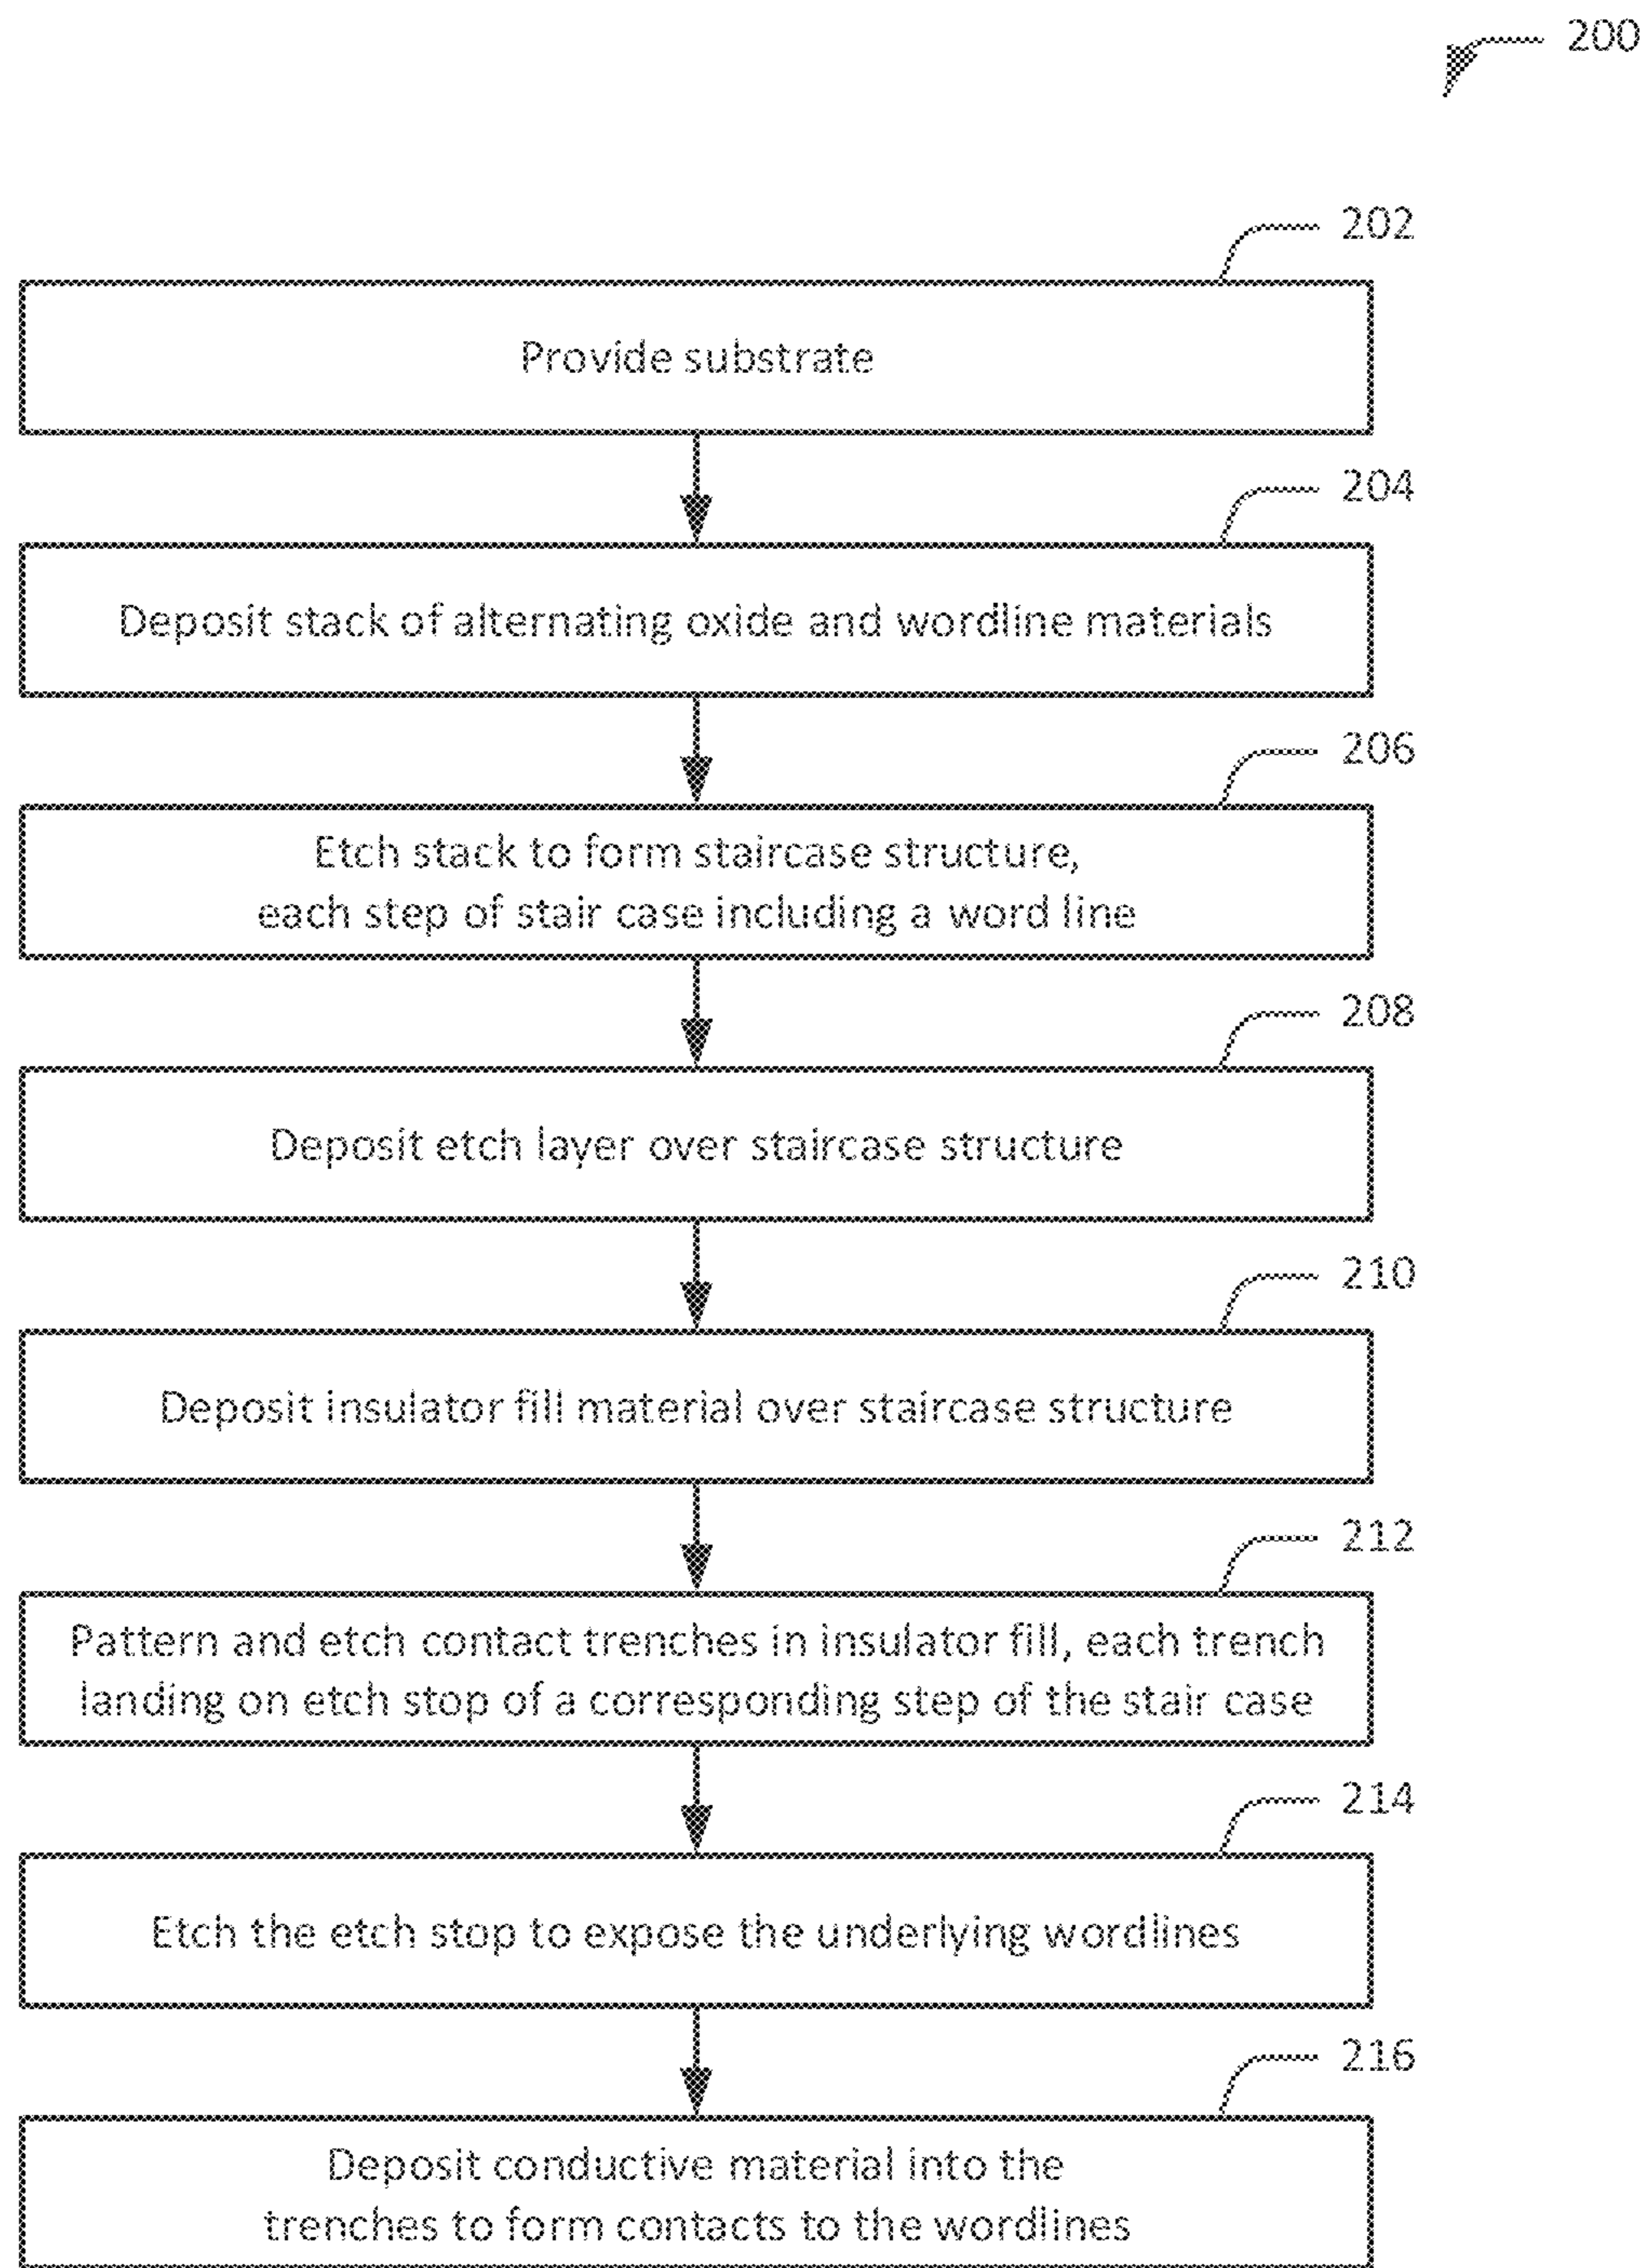 200
202
Provide substrate
204
Deposit stack of alternating oxide and wordline materials
206
Etch stack to form staircase structure,
each step of stair case including a word line
208
Deposit etch layer over staircase structure
210
Deposit insulator fill material over staircase structure
212
Pattern and etch contact trenches in insulator fill, each trench
landing on etch stop of a corresponding step of the stair case
214
Etch the etch stop to expose the underlying wordlines
216
Deposit conductive material into the
trenches to form contacts to the wordlines